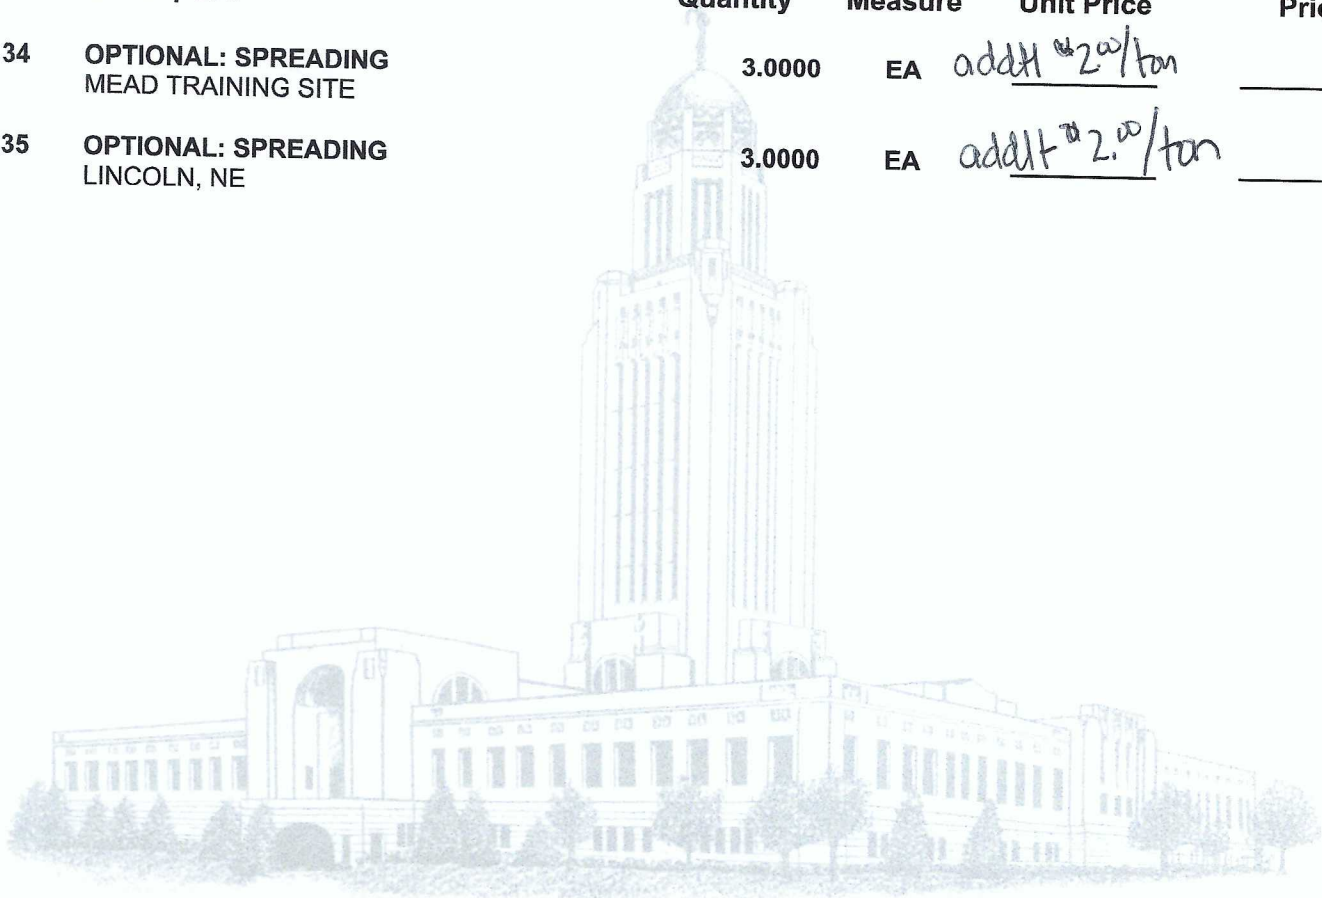 Quantity Measure Unit Price
34 OPTIONAL: SPREADING 3.0000 EA addtl $2.00/ton
MEAD TRAINING SITE
35 OPTIONAL: SPREADING 3.0000 EA addlt $2.00/ton
LINCOLN, NE